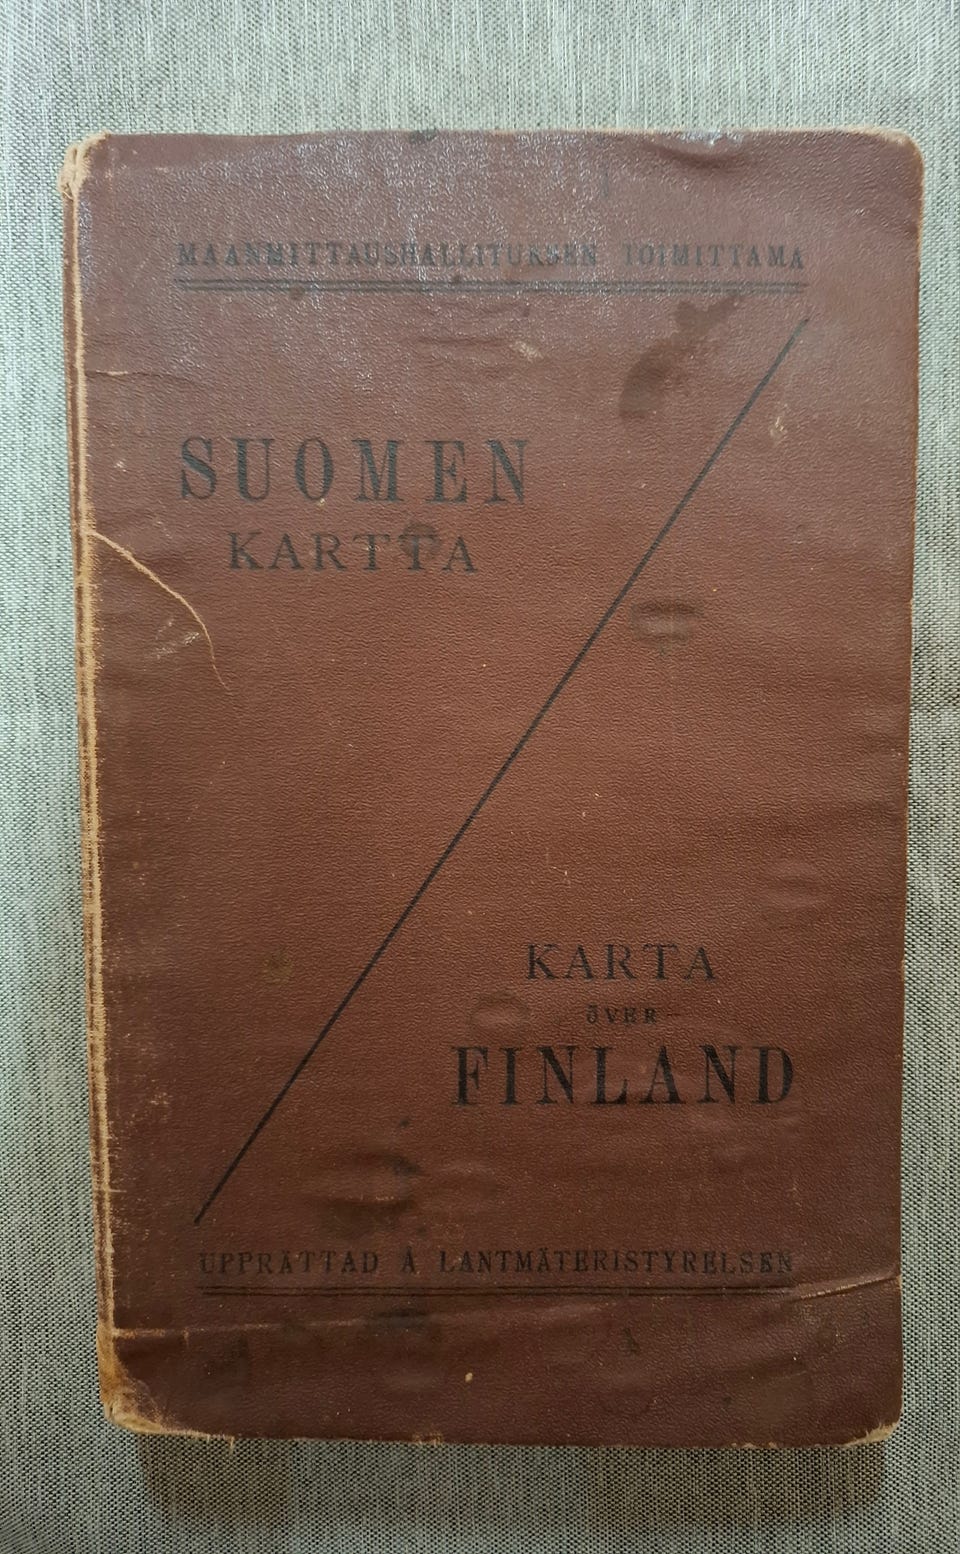 MAANMITTAUSHALLITUKSEN TOIMITTAMA
SUOMEN
KARTTA
KARTA
ÖVER
FINLAND
UPPRÄTTAD Å LANTMÄTERISTYRELSEN